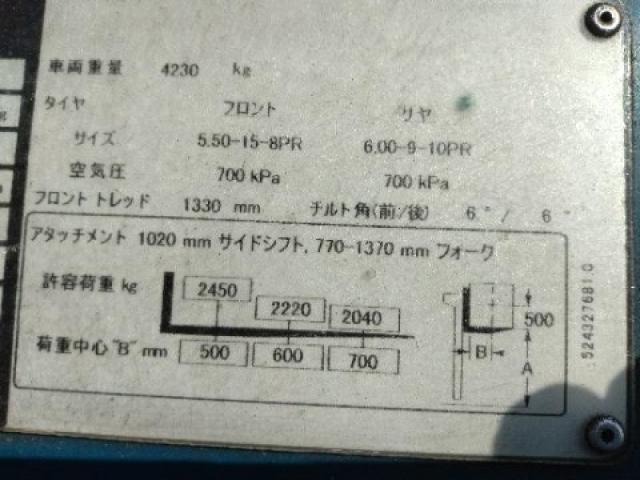 車両重量 4230 kg
タイヤ フロント リヤ
サイズ 5.50-15-8PR 6.00-9-10PR
空気圧 700 kPa 700 kPa
フロント トレッド 1330 mm チルト角(前/後) 6°/ 6°
アタッチメント 1020 mm サイドシフト, 770-1370 mm フォーク
許容荷重 kg 2450 2220 2040
荷重中心 "B" mm 500 600 700
500
B
A
524327681.0